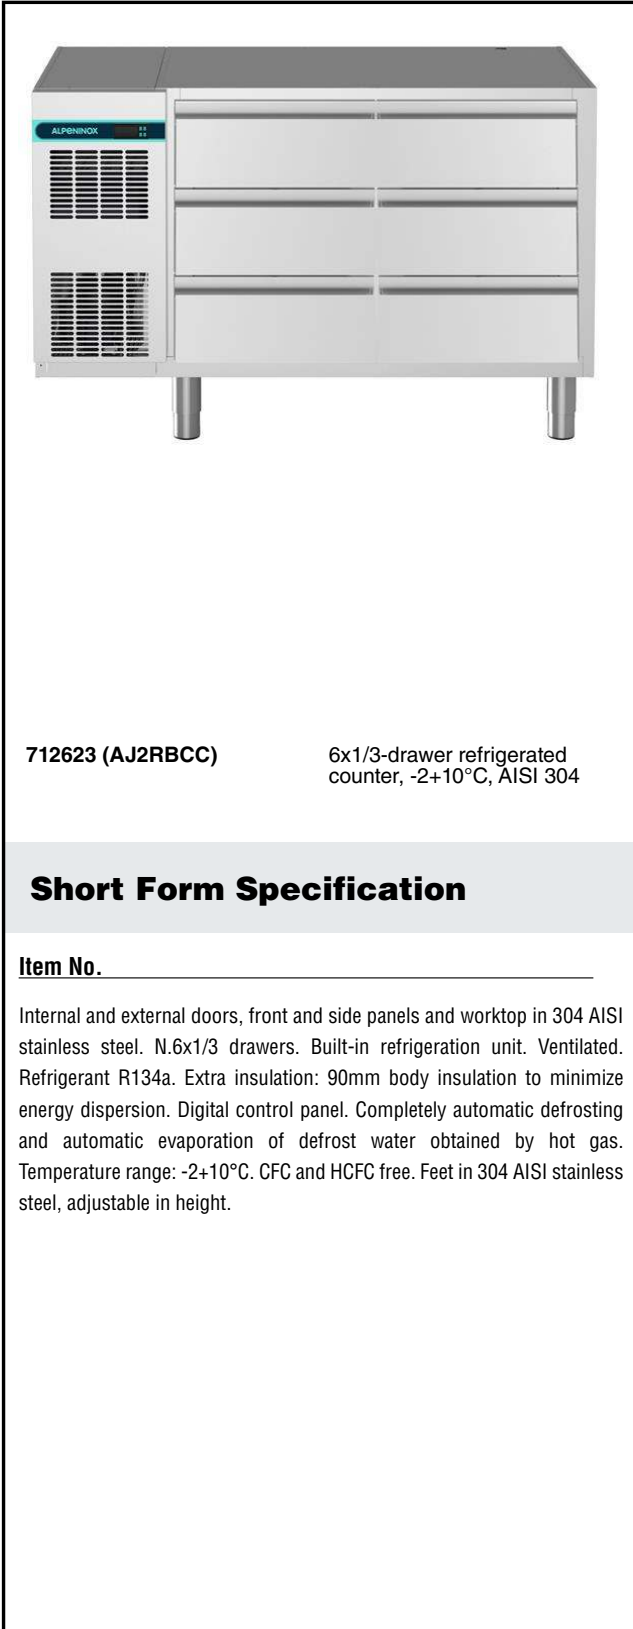 ALPENINOX
712623 (AJ2RBCC)
6x1/3-drawer refrigerated
counter, -2+10°C, AISI 304
Short Form Specification
Item No.
Internal and external doors, front and side panels and worktop in 304 AISI
stainless steel. N.6x1/3 drawers. Built-in refrigeration unit. Ventilated.
Refrigerant R134a. Extra insulation: 90mm body insulation to minimize
energy dispersion. Digital control panel. Completely automatic defrosting
and automatic evaporation of defrost water obtained by hot gas.
Temperature range: -2+10°C. CFC and HCFC free. Feet in 304 AISI stainless
steel, adjustable in height.